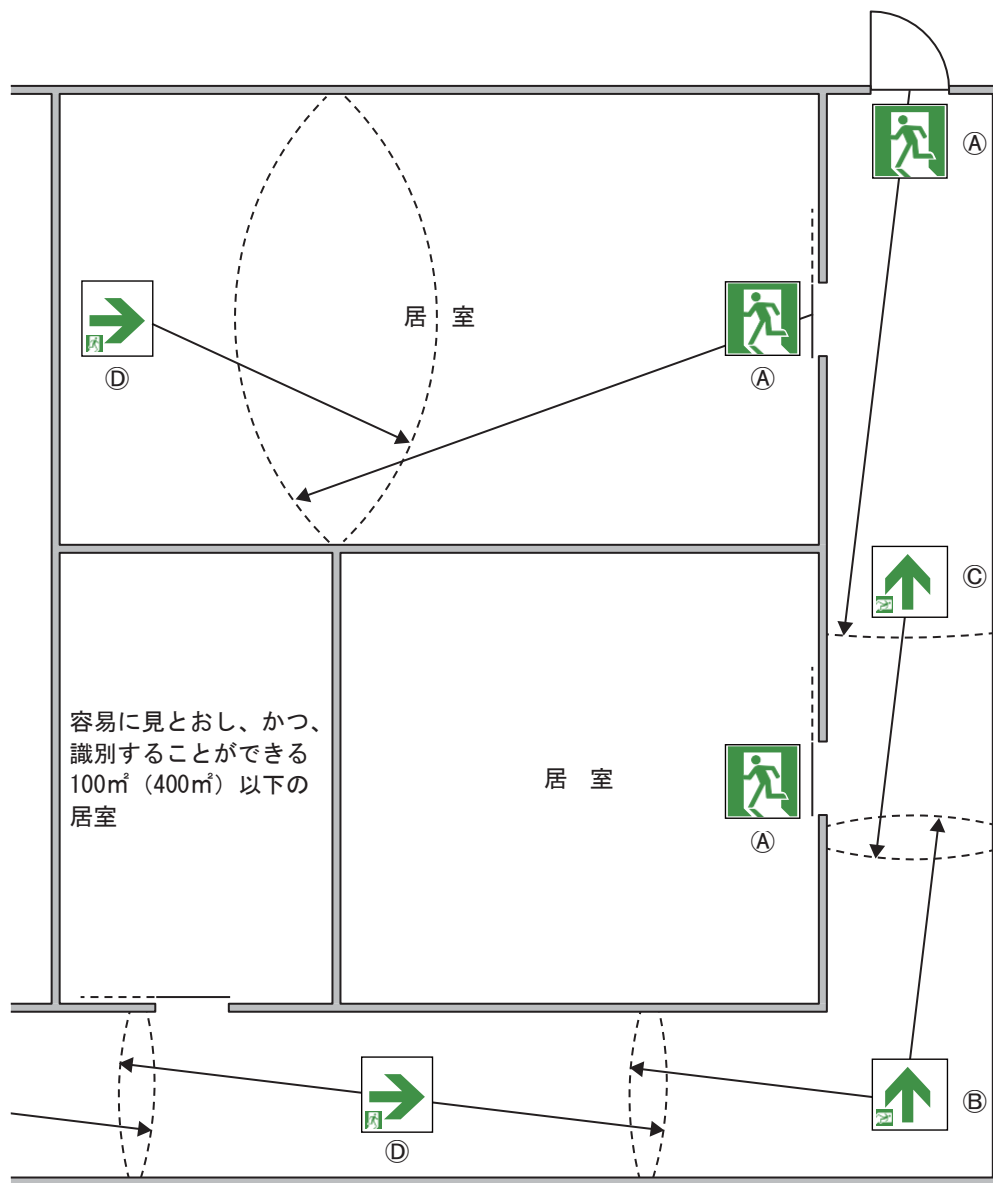 Ⓐ
居　室
Ⓓ
Ⓐ
Ⓒ
容易に見とおし、かつ、
識別することができる
100㎡（400㎡）以下の
居室
居　室
Ⓐ
Ⓑ
Ⓓ